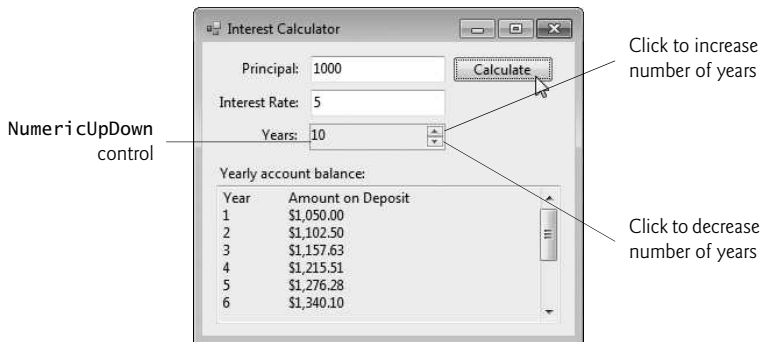 Interest Calculator
Principal: 1000
Calculate
Interest Rate: 5
Years: 10
Yearly account balance:
Year Amount on Deposit
1 $1,050.00
2 $1,102.50
3 $1,157.63
4 $1,215.51
5 $1,276.28
6 $1,340.10
NumericUpDown
control
Click to increase
number of years
Click to decrease
number of years